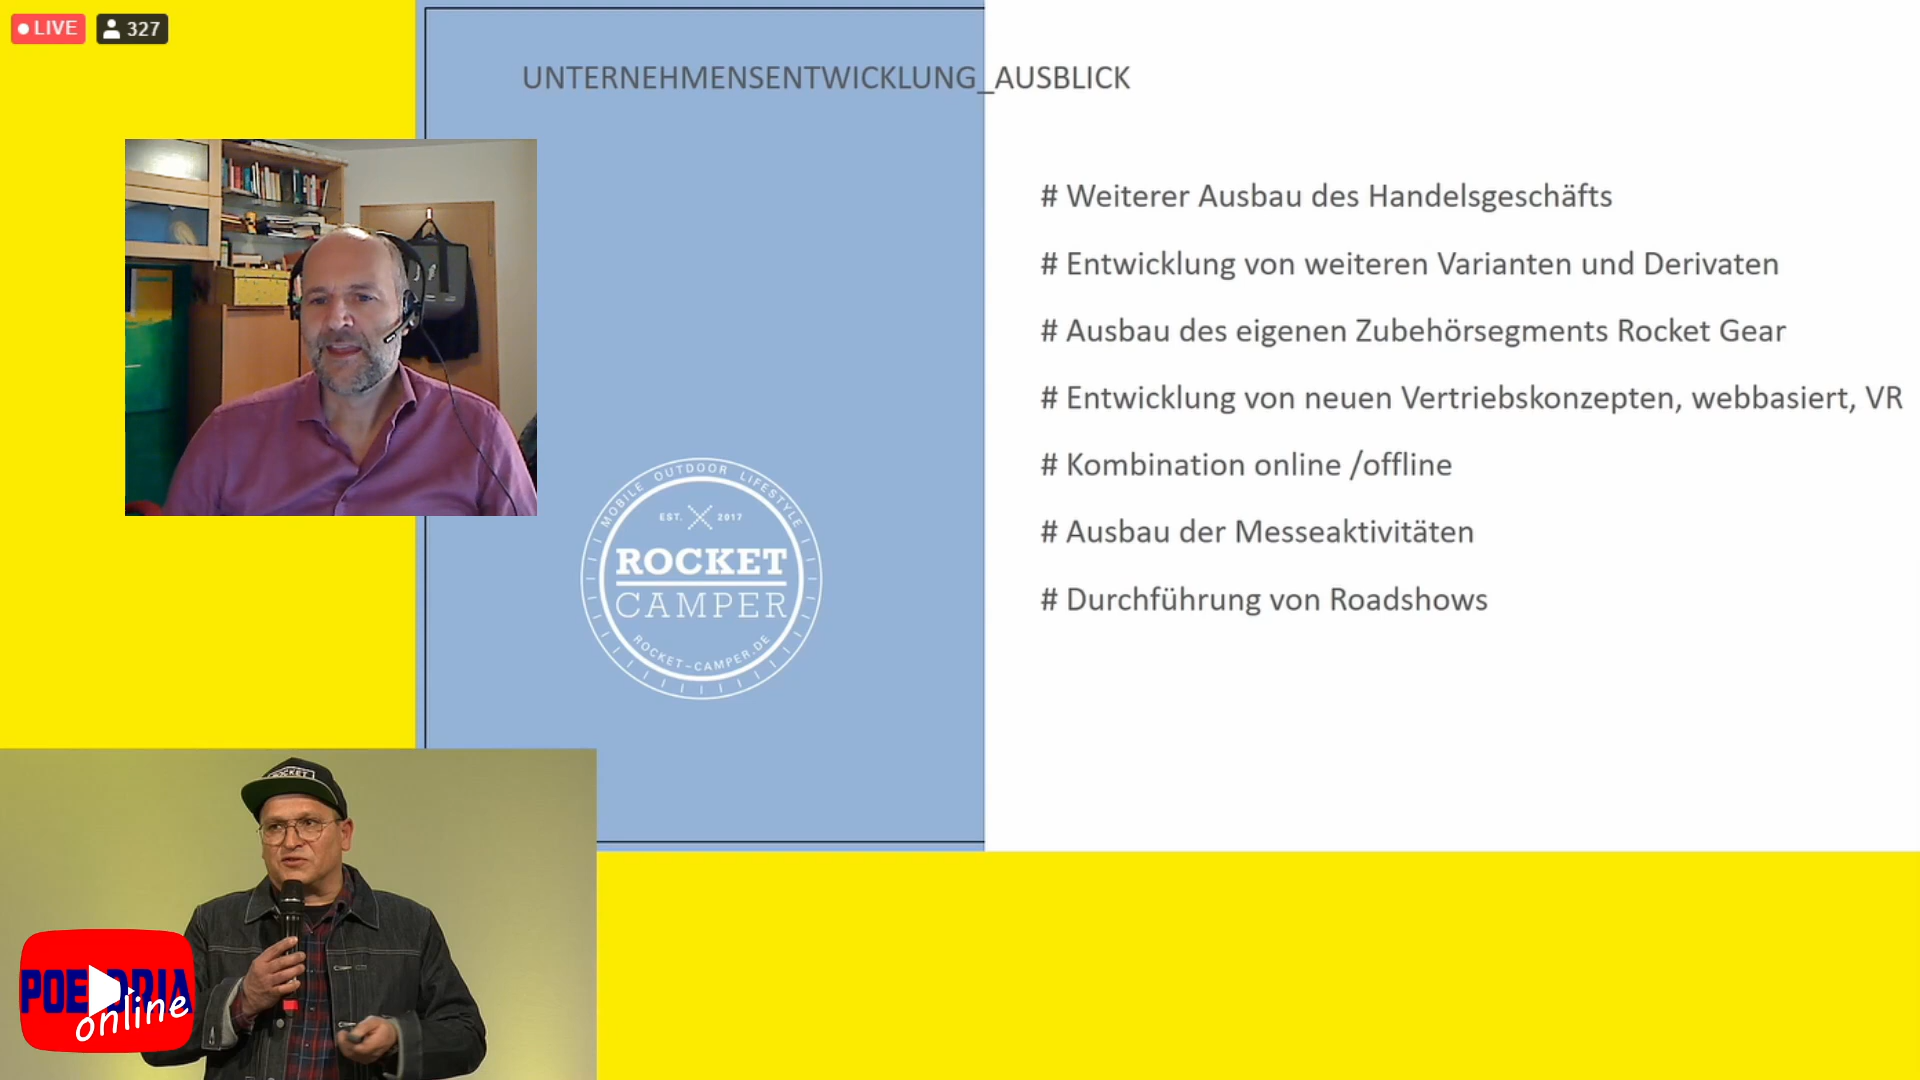 LIVE
327
UNTERNEHMENSENTWICKLUNG_AUSBLICK
# Weiterer Ausbau des Handelsgeschäfts
# Entwicklung von weiteren Varianten und Derivaten
# Ausbau des eigenen Zubehörsegments Rocket Gear
# Entwicklung von neuen Vertriebskonzepten, webbasiert, VR
# Kombination online /offline
# Ausbau der Messeaktivitäten
# Durchführung von Roadshows
MOBILE OUTDOOR LIFESTYLE
EST. 2017
ROCKET
CAMPER
ROCKET-CAMPER.DE
ROCKET
online